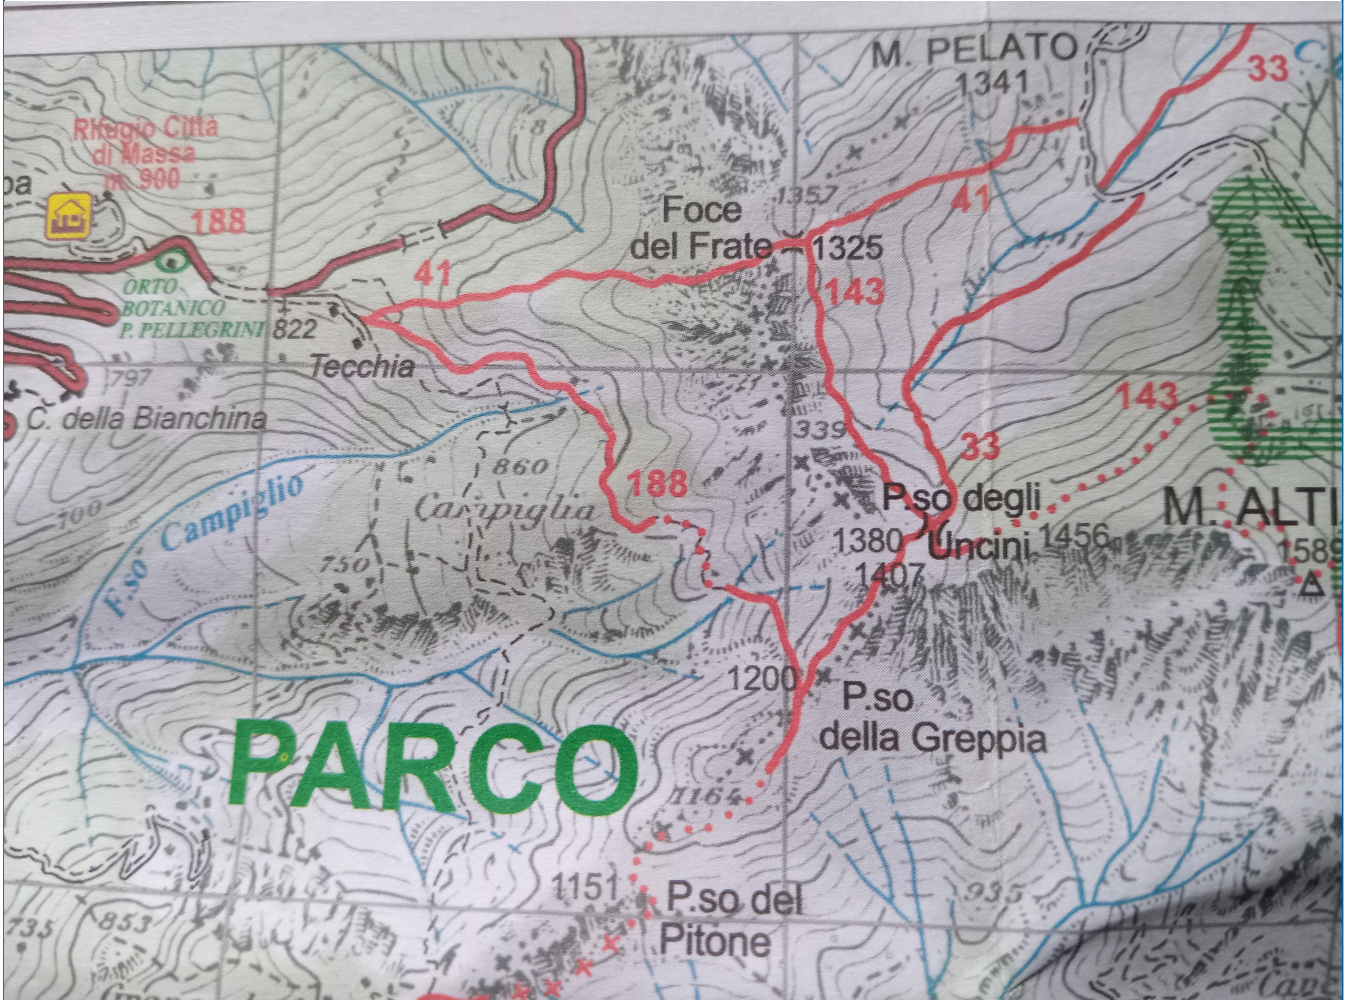 M. PELATO
1341
33
Rifugio Città
di Massa
m. 900
188
8
Foce
del Frate
1357
1325
41
41
143
ORTO
BOTANICO
P. PELLEGRINI
822
Tecchia
797
C. della Bianchina
143
339
33
860
Campiglia
188
700
F.so Campiglio
750
P.so degli
Uncini
1380
1407
1456
M. ALTI
1589
1200
P.so
della Greppia
PARCO
1164
1151
P.so del
Pitone
935
735
853